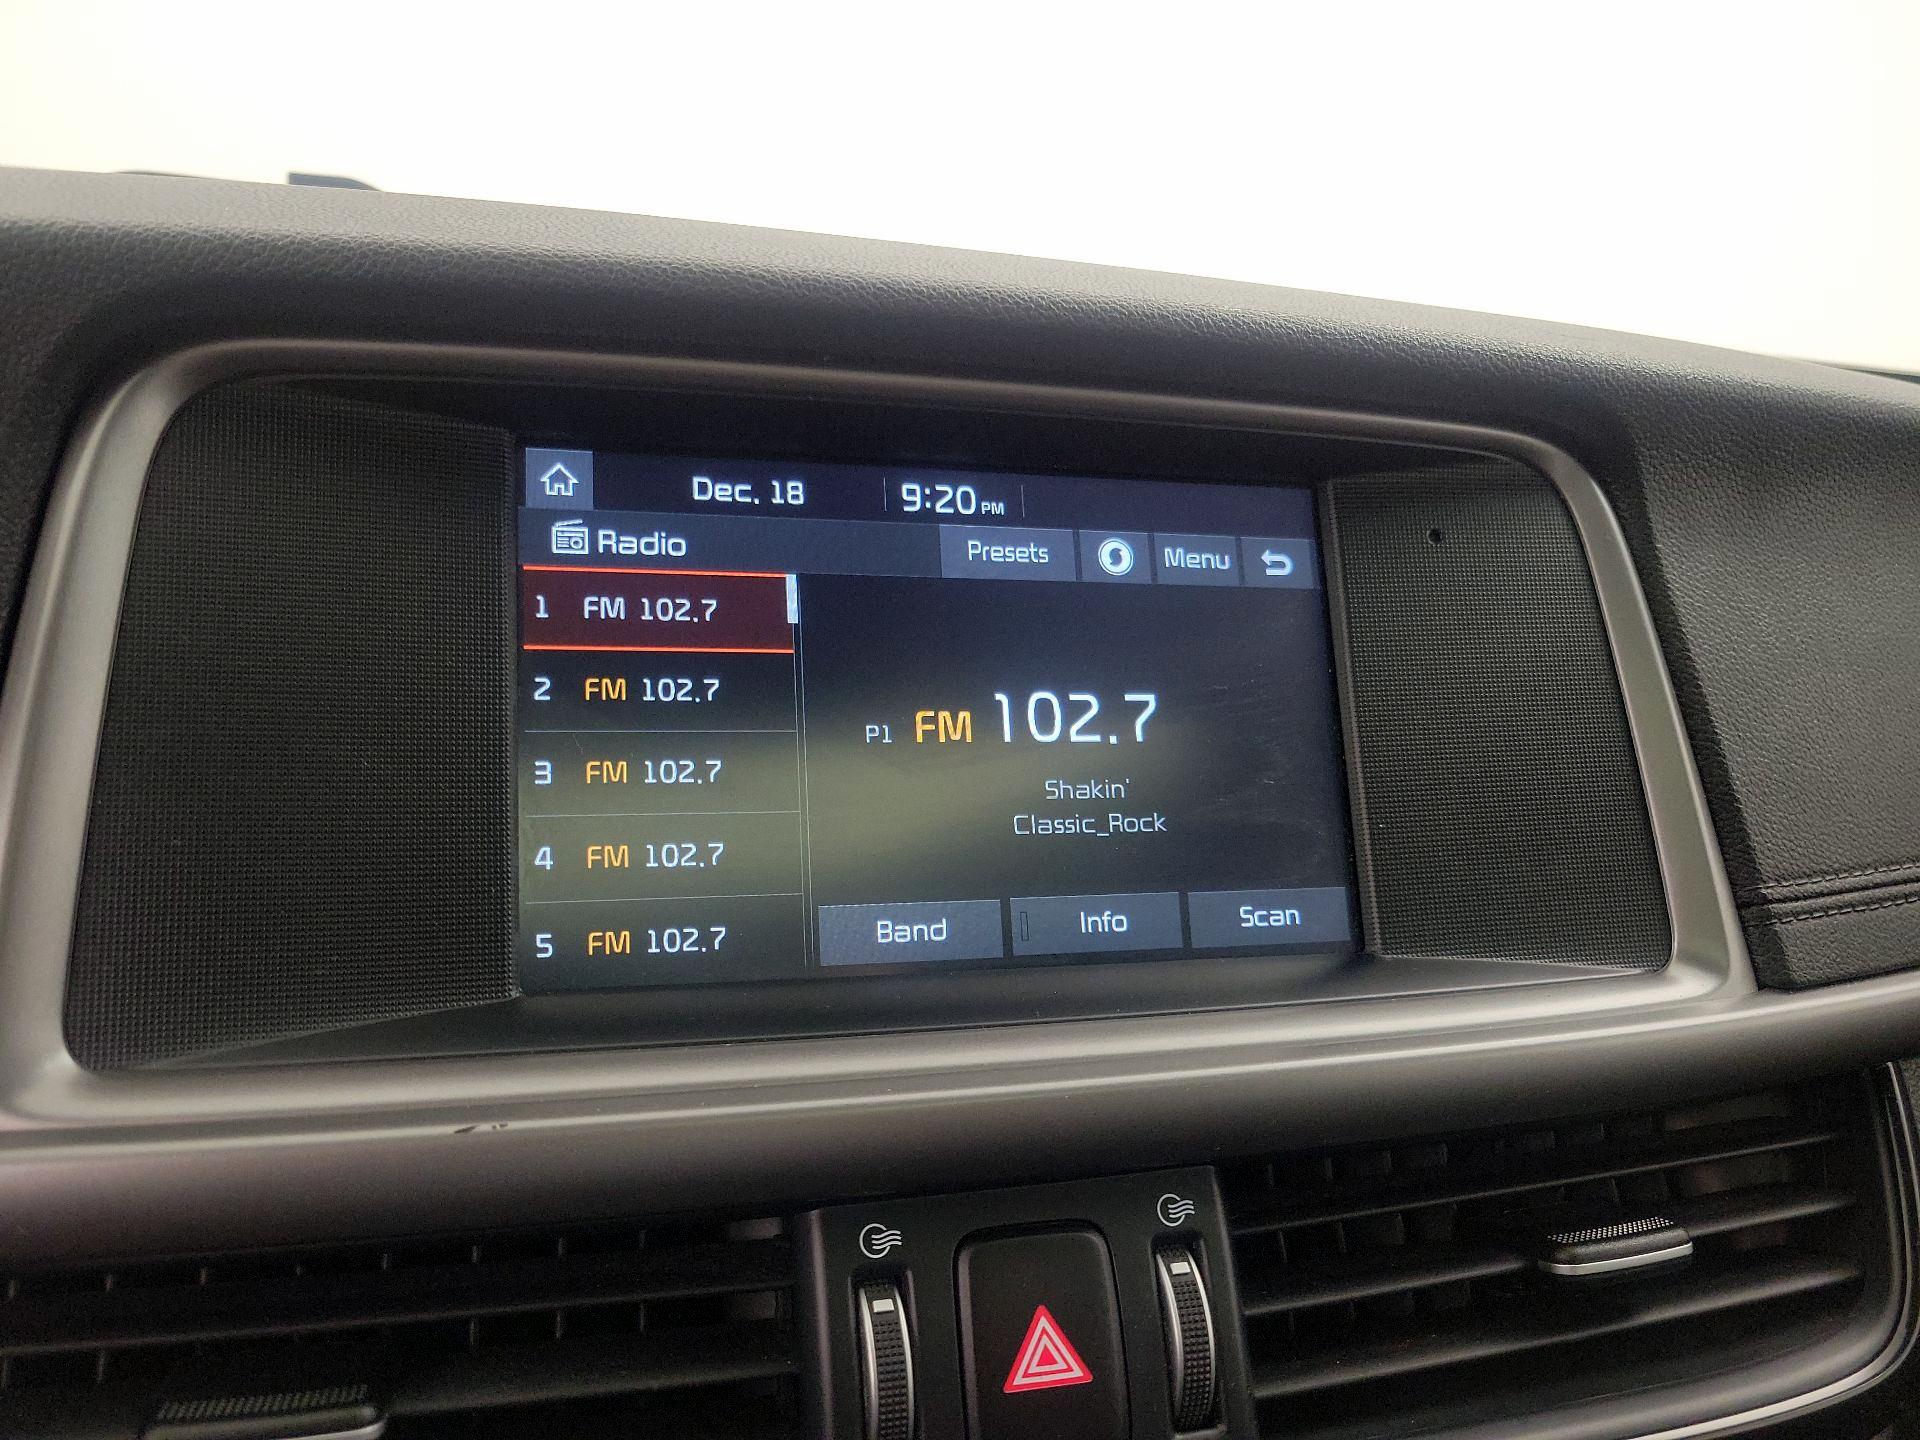 Dec. 18 9:20 PM
Radio Presets Menu
1 FM 102.7
2 FM 102.7
3 FM 102.7
4 FM 102.7
5 FM 102.7
P1 FM 102.7
Shakin'
Classic_Rock
Band Info Scan